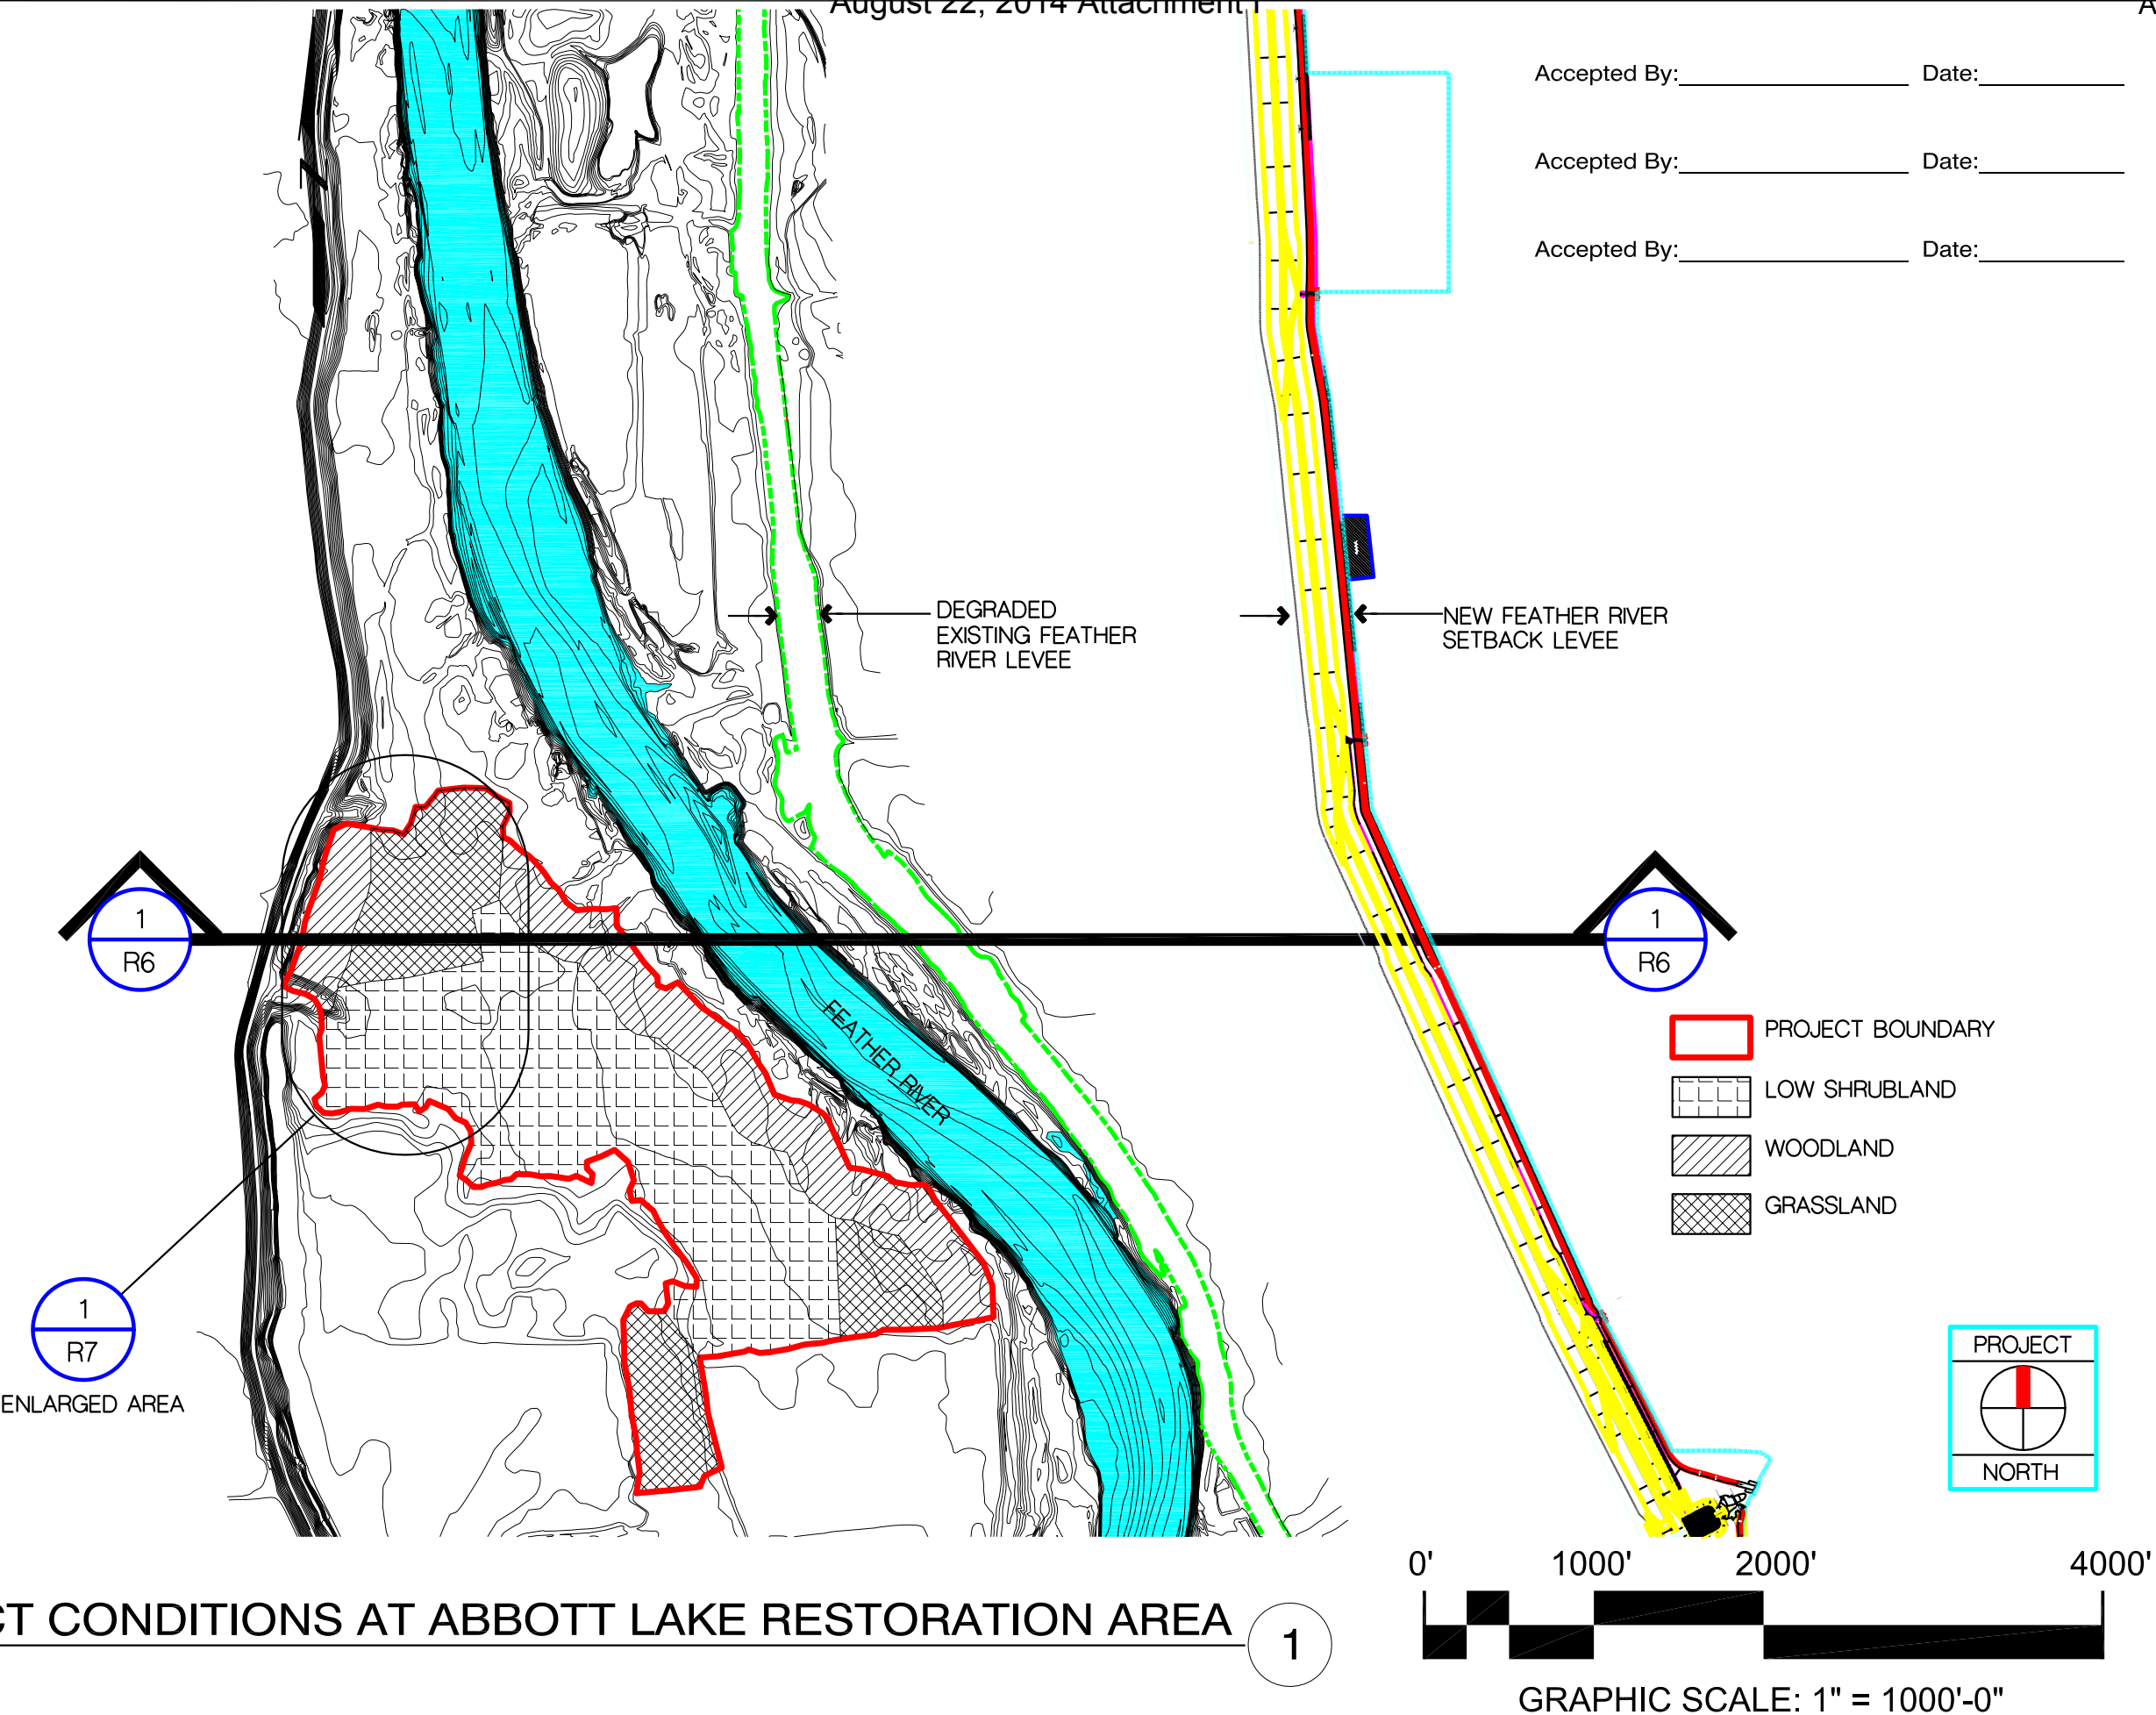 August 22, 2014 Attachment
Accepted By: Date:
Accepted By: Date:
Accepted By: Date:
DEGRADED
EXISTING FEATHER
RIVER LEVEE
NEW FEATHER RIVER
SETBACK LEVEE
1
R6
1
R6
FEATHER RIVER
PROJECT BOUNDARY
LOW SHRUBLAND
WOODLAND
GRASSLAND
1
R7
ENLARGED AREA
PROJECT
NORTH
0' 1000' 2000' 4000'
CONDITIONS AT ABBOTT LAKE RESTORATION AREA
1
GRAPHIC SCALE: 1" = 1000'-0"